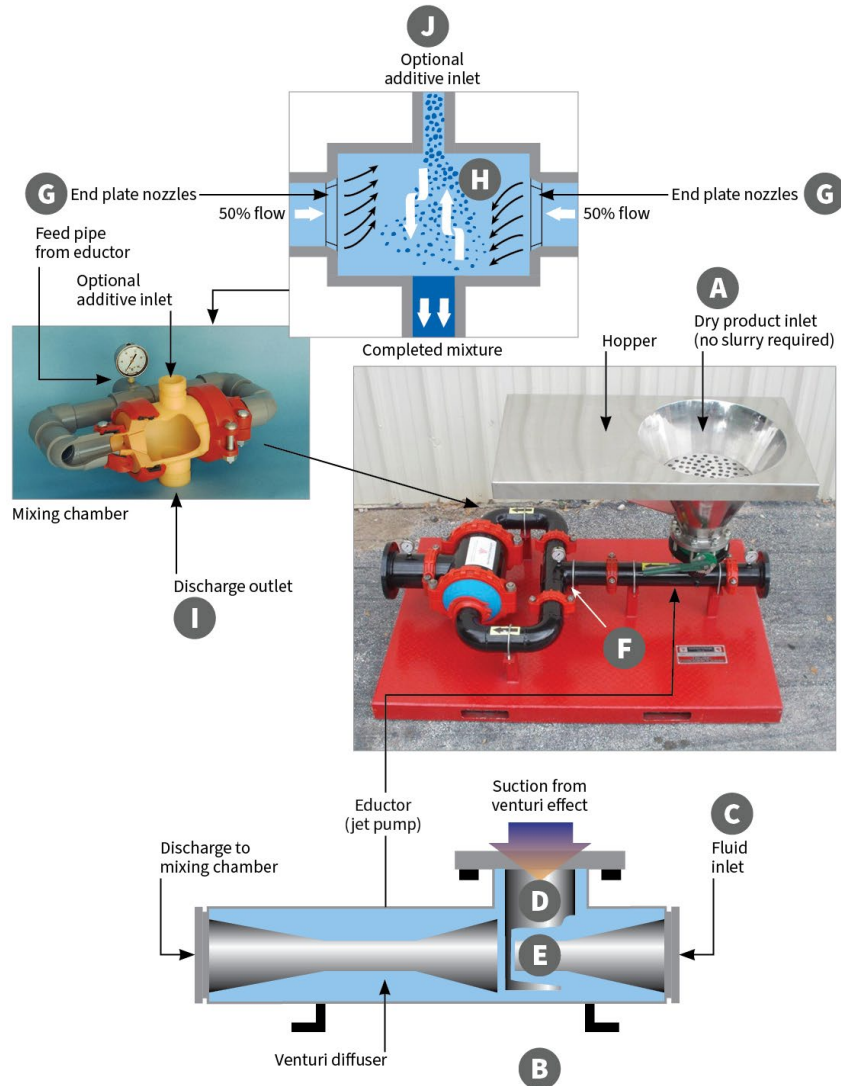 J
Optional
additive inlet
H
G End plate nozzles
End plate nozzles G
50% flow
50% flow
Feed pipe
from eductor
Optional
additive inlet
Completed mixture
A
Dry product inlet
(no slurry required)
Hopper
Mixing chamber
Discharge outlet
I
F
Eductor
(jet pump)
Suction from
venturi effect
C
Fluid
inlet
Discharge to
mixing chamber
D
E
Venturi diffuser
B